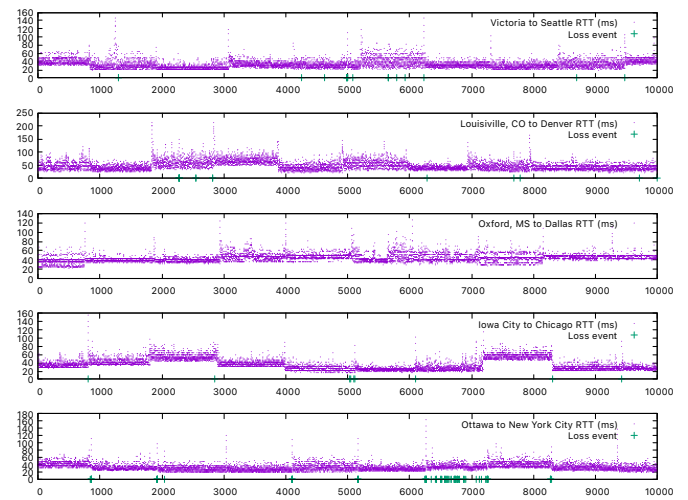 160
Victoria to Seattle RTT (ms)
140
Loss event
120
100
80
60
40
20
0
0 1000 2000 3000 4000 5000 6000 7000 8000 9000 10000
250
Louisiville, CO to Denver RTT (ms)
200
Loss event
150
100
50
0
0 1000 2000 3000 4000 5000 6000 7000 8000 9000 10000
140
Oxford, MS to Dallas RTT (ms)
120
Loss event
100
80
60
40
20
0
0 1000 2000 3000 4000 5000 6000 7000 8000 9000 10000
160
Iowa City to Chicago RTT (ms)
140
Loss event
120
100
80
60
40
20
0
0 1000 2000 3000 4000 5000 6000 7000 8000 9000 10000
180
Ottawa to New York City RTT (ms)
160
Loss event
140
120
100
80
60
40
20
0
0 1000 2000 3000 4000 5000 6000 7000 8000 9000 10000